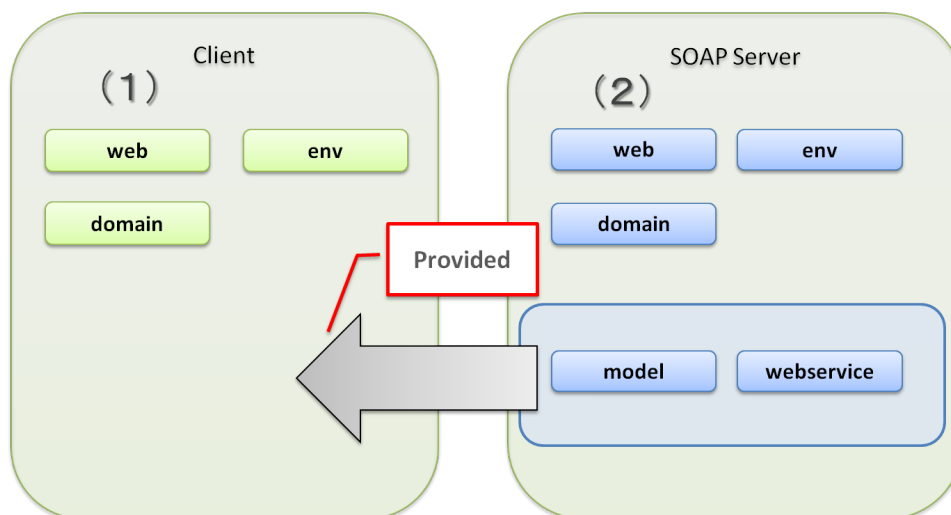 Client
(1)
web
env
domain
SOAP Server
(2)
web
env
domain
Provided
model
webservice